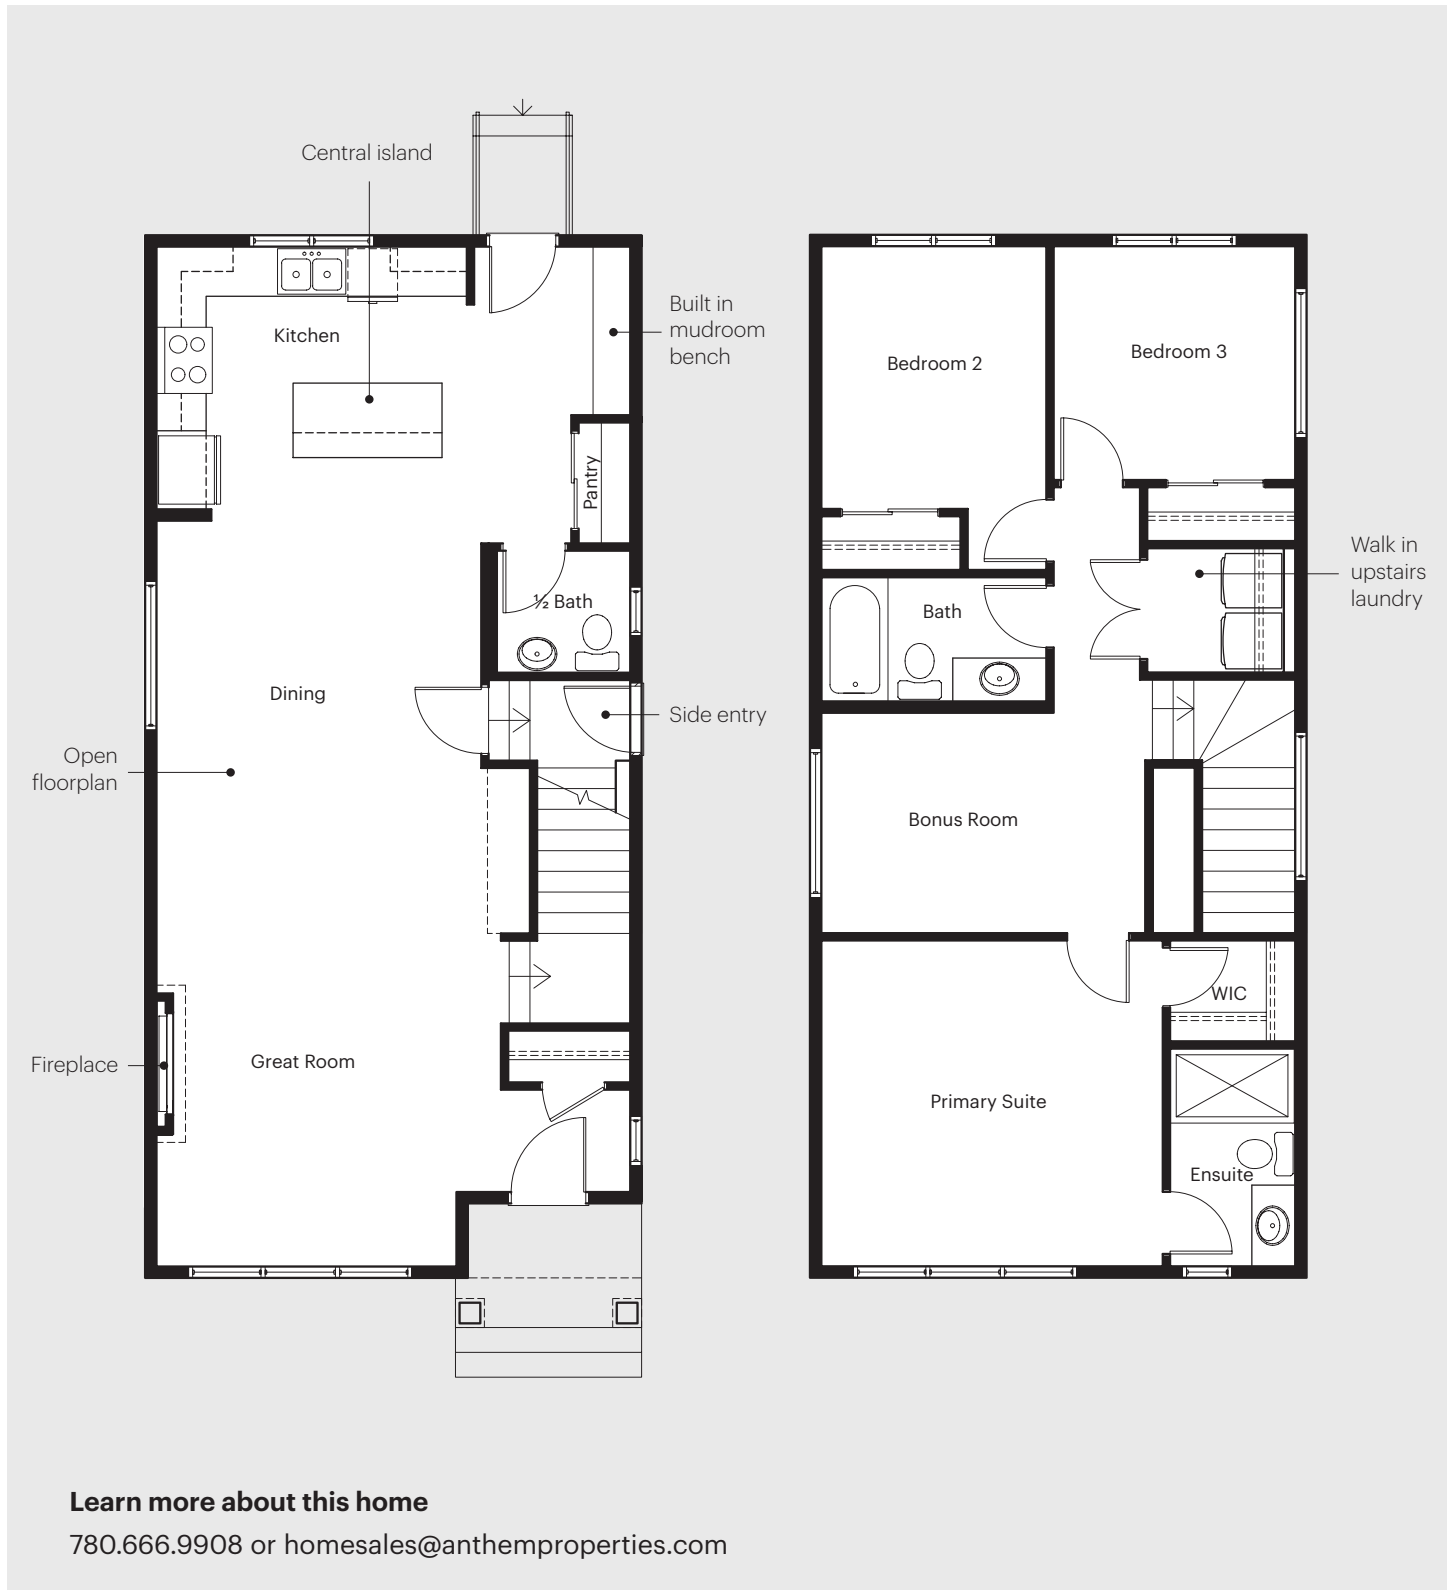 Central island
Kitchen
Built in
mudroom
bench
Pantry
½ Bath
Dining
Side entry
Open
floorplan
Fireplace
Great Room
Bedroom 2
Bedroom 3
Walk in
upstairs
laundry
Bath
Bonus Room
WIC
Primary Suite
Ensuite
Learn more about this home
780.666.9908 or homesales@anthemproperties.com